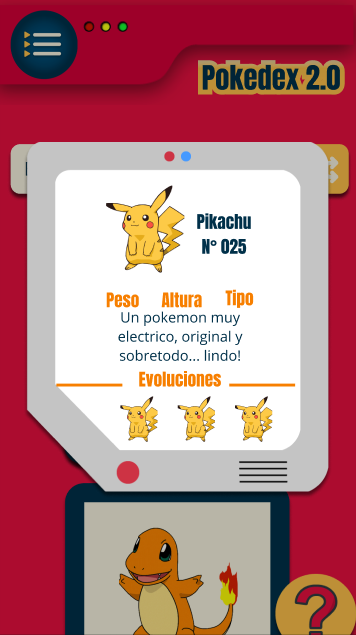 Pokedex 2.0
Pikachu
N° 025
Peso Altura Tipo
Un pokemon muy
electrico, original y
sobretodo... lindo!
Evoluciones
?